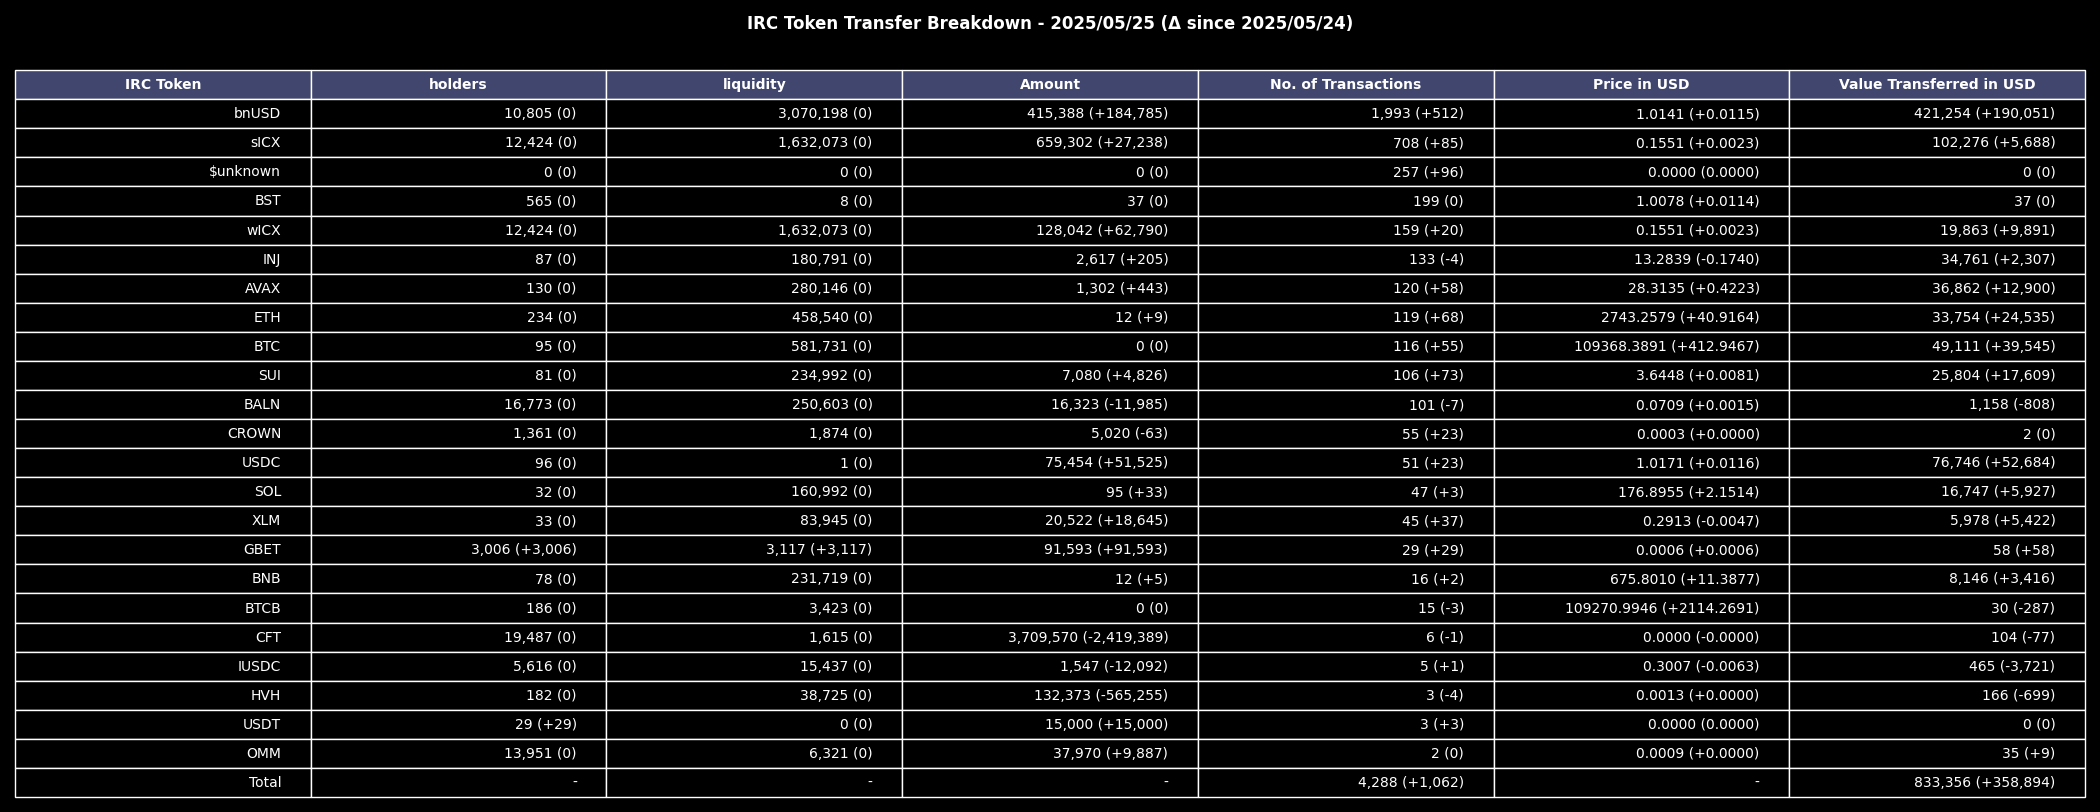 IRC Token Transfer Breakdown - 2025/05/25 (Δ since 2025/05/24)
IRC Token holders liquidity Amount No. of Transactions Price in USD Value Transferred in USD
bnUSD 10,805 (0) 3,070,198 (0) 415,388 (+184,785) 1,993 (+512) 1.0141 (+0.0115) 421,254 (+190,051)
sICX 12,424 (0) 1,632,073 (0) 659,302 (+27,238) 708 (+85) 0.1551 (+0.0023) 102,276 (+5,688)
$unknown 0 (0) 0 (0) 0 (0) 257 (+96) 0.0000 (0.0000) 0 (0)
BST 565 (0) 8 (0) 37 (0) 199 (0) 1.0078 (+0.0114) 37 (0)
wICX 12,424 (0) 1,632,073 (0) 128,042 (+62,790) 159 (+20) 0.1551 (+0.0023) 19,863 (+9,891)
INJ 87 (0) 180,791 (0) 2,617 (+205) 133 (-4) 13.2839 (-0.1740) 34,761 (+2,307)
AVAX 130 (0) 280,146 (0) 1,302 (+443) 120 (+58) 28.3135 (+0.4223) 36,862 (+12,900)
ETH 234 (0) 458,540 (0) 12 (+9) 119 (+68) 2743.2579 (+40.9164) 33,754 (+24,535)
BTC 95 (0) 581,731 (0) 0 (0) 116 (+55) 109368.3891 (+412.9467) 49,111 (+39,545)
SUI 81 (0) 234,992 (0) 7,080 (+4,826) 106 (+73) 3.6448 (+0.0081) 25,804 (+17,609)
BALN 16,773 (0) 250,603 (0) 16,323 (-11,985) 101 (-7) 0.0709 (+0.0015) 1,158 (-808)
CROWN 1,361 (0) 1,874 (0) 5,020 (-63) 55 (+23) 0.0003 (+0.0000) 2 (0)
USDC 96 (0) 1 (0) 75,454 (+51,525) 51 (+23) 1.0171 (+0.0116) 76,746 (+52,684)
SOL 32 (0) 160,992 (0) 95 (+33) 47 (+3) 176.8955 (+2.1514) 16,747 (+5,927)
XLM 33 (0) 83,945 (0) 20,522 (+18,645) 45 (+37) 0.2913 (-0.0047) 5,978 (+5,422)
GBET 3,006 (+3,006) 3,117 (+3,117) 91,593 (+91,593) 29 (+29) 0.0006 (+0.0006) 58 (+58)
BNB 78 (0) 231,719 (0) 12 (+5) 16 (+2) 675.8010 (+11.3877) 8,146 (+3,416)
BTCB 186 (0) 3,423 (0) 0 (0) 15 (-3) 109270.9946 (+2114.2691) 30 (-287)
CFT 19,487 (0) 1,615 (0) 3,709,570 (-2,419,389) 6 (-1) 0.0000 (-0.0000) 104 (-77)
IUSDC 5,616 (0) 15,437 (0) 1,547 (-12,092) 5 (+1) 0.3007 (-0.0063) 465 (-3,721)
HVH 182 (0) 38,725 (0) 132,373 (-565,255) 3 (-4) 0.0013 (+0.0000) 166 (-699)
USDT 29 (+29) 0 (0) 15,000 (+15,000) 3 (+3) 0.0000 (0.0000) 0 (0)
OMM 13,951 (0) 6,321 (0) 37,970 (+9,887) 2 (0) 0.0009 (+0.0000) 35 (+9)
Total - - - 4,288 (+1,062) - 833,356 (+358,894)